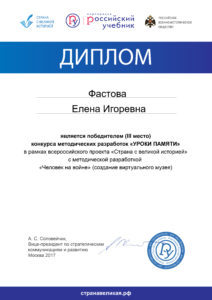 СТРАНА
С ВЕЛИКОЙ
ИСТОРИЕЙ
корпорация
российский
учебник
РОССИЙСКОЕ
ВОЕННО-ИСТОРИЧЕСКОЕ
ОБЩЕСТВО
ДИПЛОМ
Фастова
Елена Игоревна
является победителем (III место)
конкурса методических разработок «УРОКИ ПАМЯТИ»
в рамках всероссийского проекта «Страна с великой историей»
с методической разработкой
«Человек на войне» (создание виртуального музея)
А. С. Соловейчик,
Вице-президент по стратегическим
коммуникациям и развитию
Москва 2017
странавеликая.рф